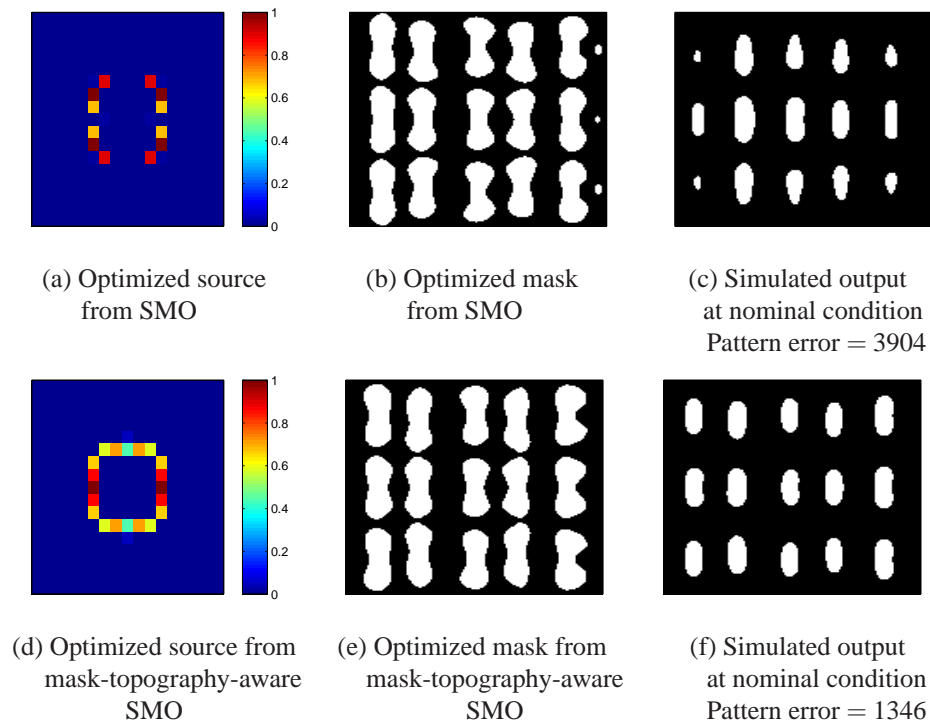 1
0.8
0.6
0.4
0.2
0
(a) Optimized source
from SMO
(b) Optimized mask
from SMO
(c) Simulated output
at nominal condition
Pattern error = 3904
1
0.8
0.6
0.4
0.2
0
(d) Optimized source from
mask-topography-aware
SMO
(e) Optimized mask from
mask-topography-aware
SMO
(f) Simulated output
at nominal condition
Pattern error = 1346